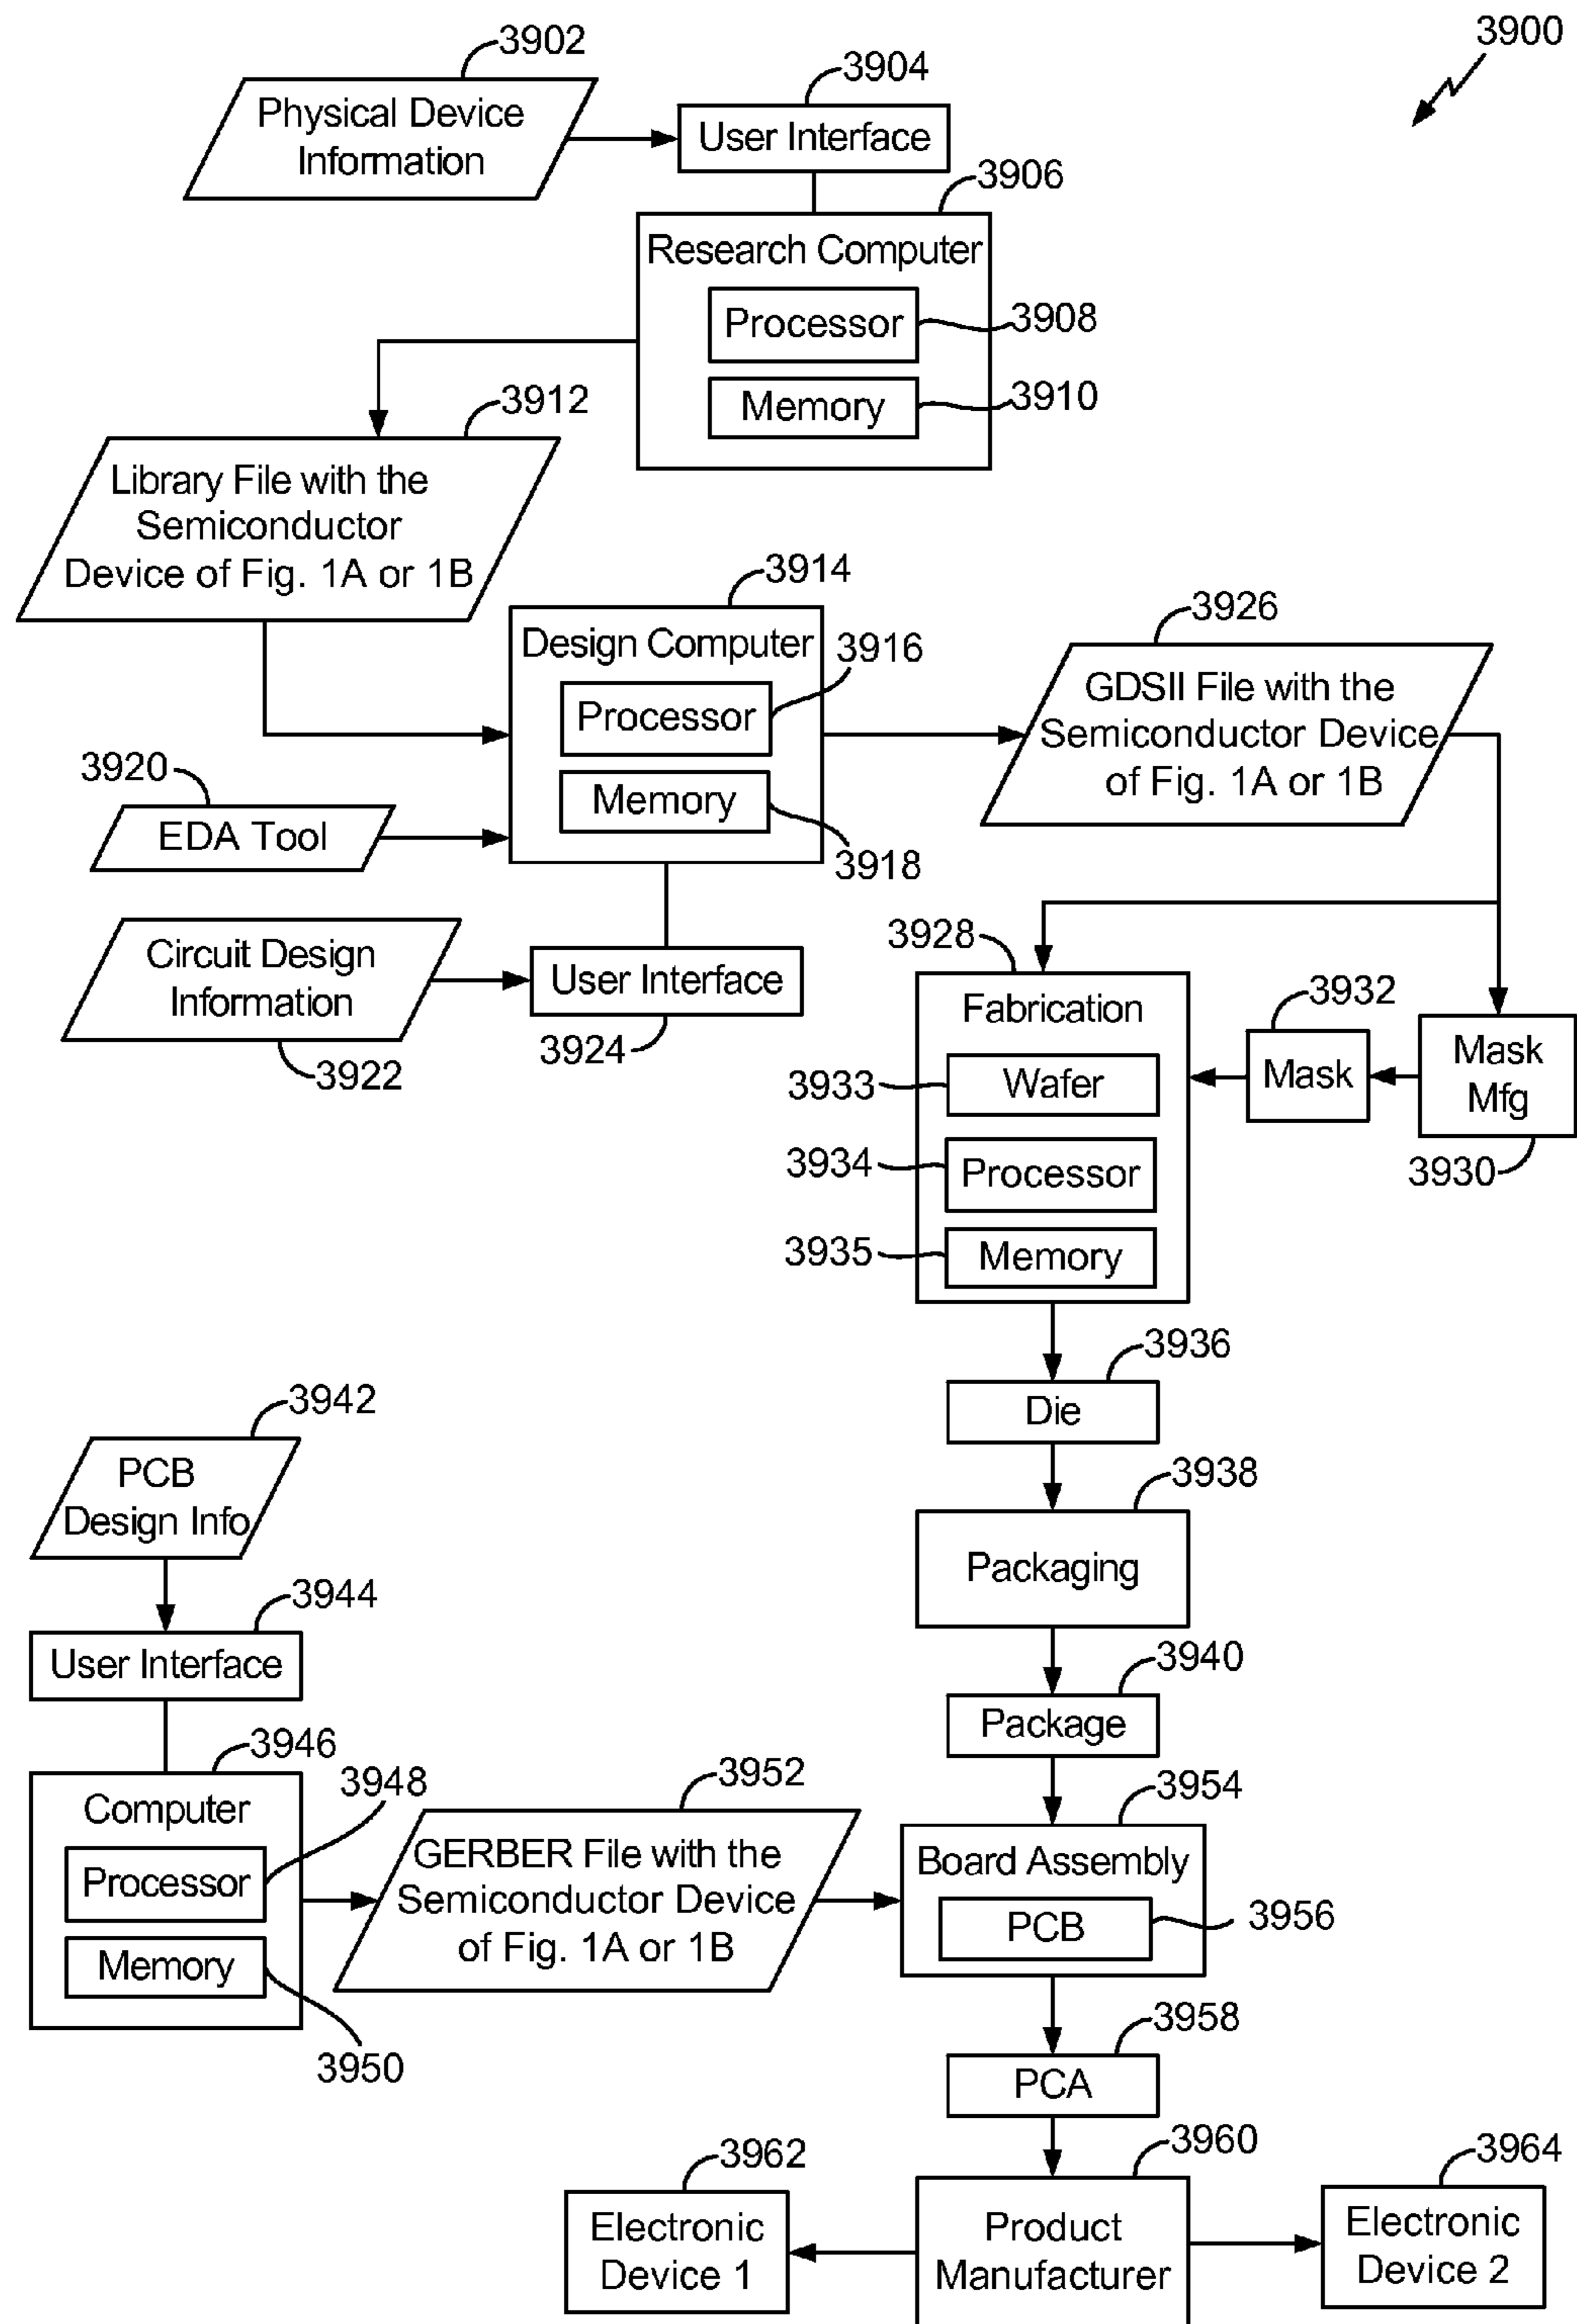 3900
3902
Physical Device
Information
3904
User Interface
3906
Research Computer
Processor
3908
Memory
3910
3912
Library File with the
Semiconductor
Device of Fig. 1A or 1B
3914
Design Computer
3916
Processor
Memory
3918
3920
EDA Tool
Circuit Design
Information
3922
User Interface
3924
3926
GDSII File with the
Semiconductor Device
of Fig. 1A or 1B
3928
Fabrication
3933
Wafer
3934
Processor
3935
Memory
3932
Mask
Mask
Mfg
3930
3936
Die
3938
Packaging
3940
Package
3942
PCB
Design Info
3944
User Interface
3946
Computer
3948
Processor
Memory
3950
3952
GERBER File with the
Semiconductor Device
of Fig. 1A or 1B
3954
Board Assembly
PCB
3956
3958
PCA
3960
Product
Manufacturer
3962
Electronic
Device 1
3964
Electronic
Device 2